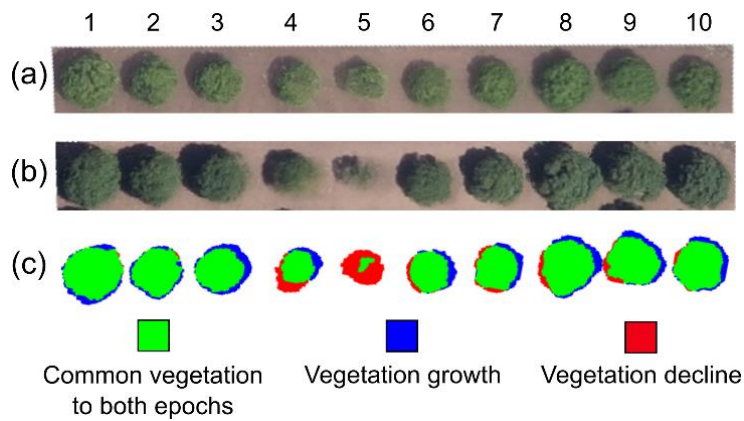 1 2 3 4 5 6 7 8 9 10
(a)
(b)
(c)
Common vegetation
to both epochs
Vegetation growth
Vegetation decline